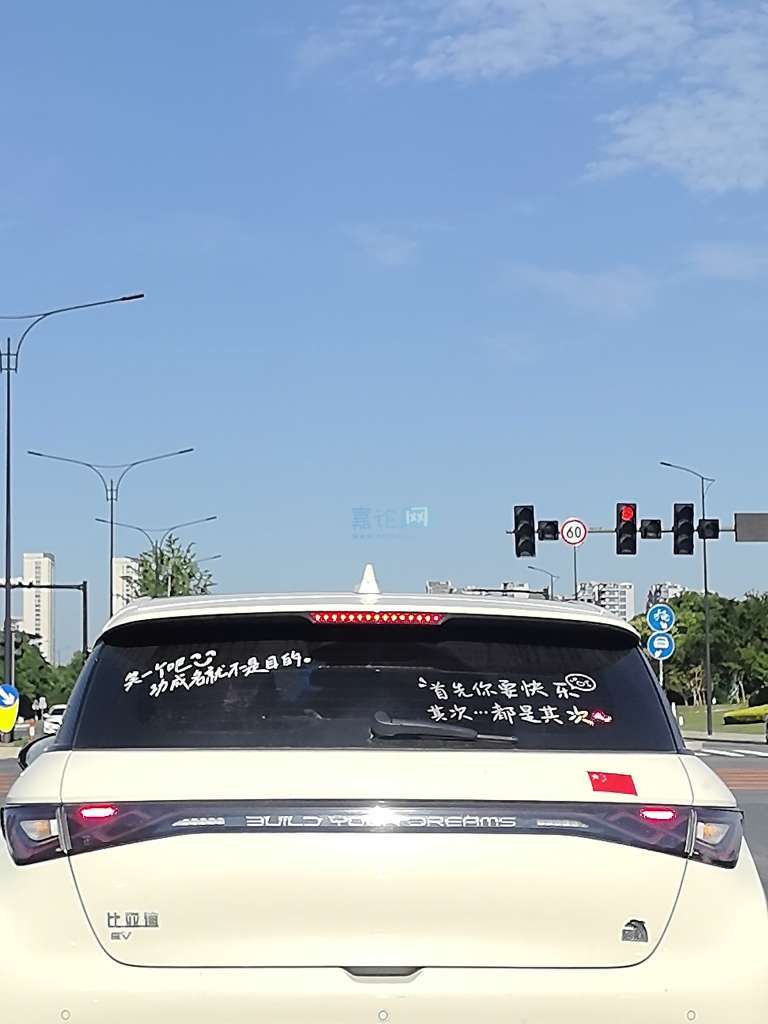 嘉论网
60
笑一个吧
功成名就不是目的。
首先你要快乐
其次…都是其次
BUILD YOUR DREAMS
比亚迪
EV